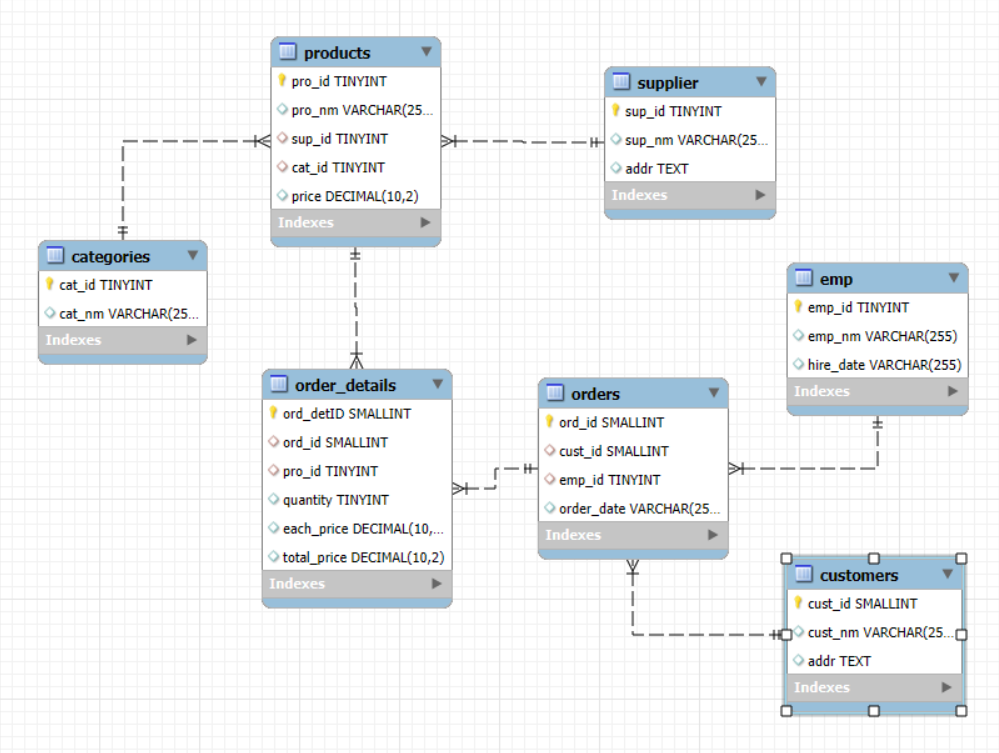 products
pro_id TINYINT
pro_nm VARCHAR(25...
sup_id TINYINT
cat_id TINYINT
price DECIMAL(10,2)
Indexes
supplier
sup_id TINYINT
sup_nm VARCHAR(25...
addr TEXT
Indexes
categories
cat_id TINYINT
cat_nm VARCHAR(25...
Indexes
emp
emp_id TINYINT
emp_nm VARCHAR(255)
hire_date VARCHAR(255)
Indexes
order_details
ord_detID SMALLINT
ord_id SMALLINT
pro_id TINYINT
quantity TINYINT
each_price DECIMAL(10,...
total_price DECIMAL(10,2)
Indexes
orders
ord_id SMALLINT
cust_id SMALLINT
emp_id TINYINT
order_date VARCHAR(25...
Indexes
customers
cust_id SMALLINT
cust_nm VARCHAR(25...
addr TEXT
Indexes